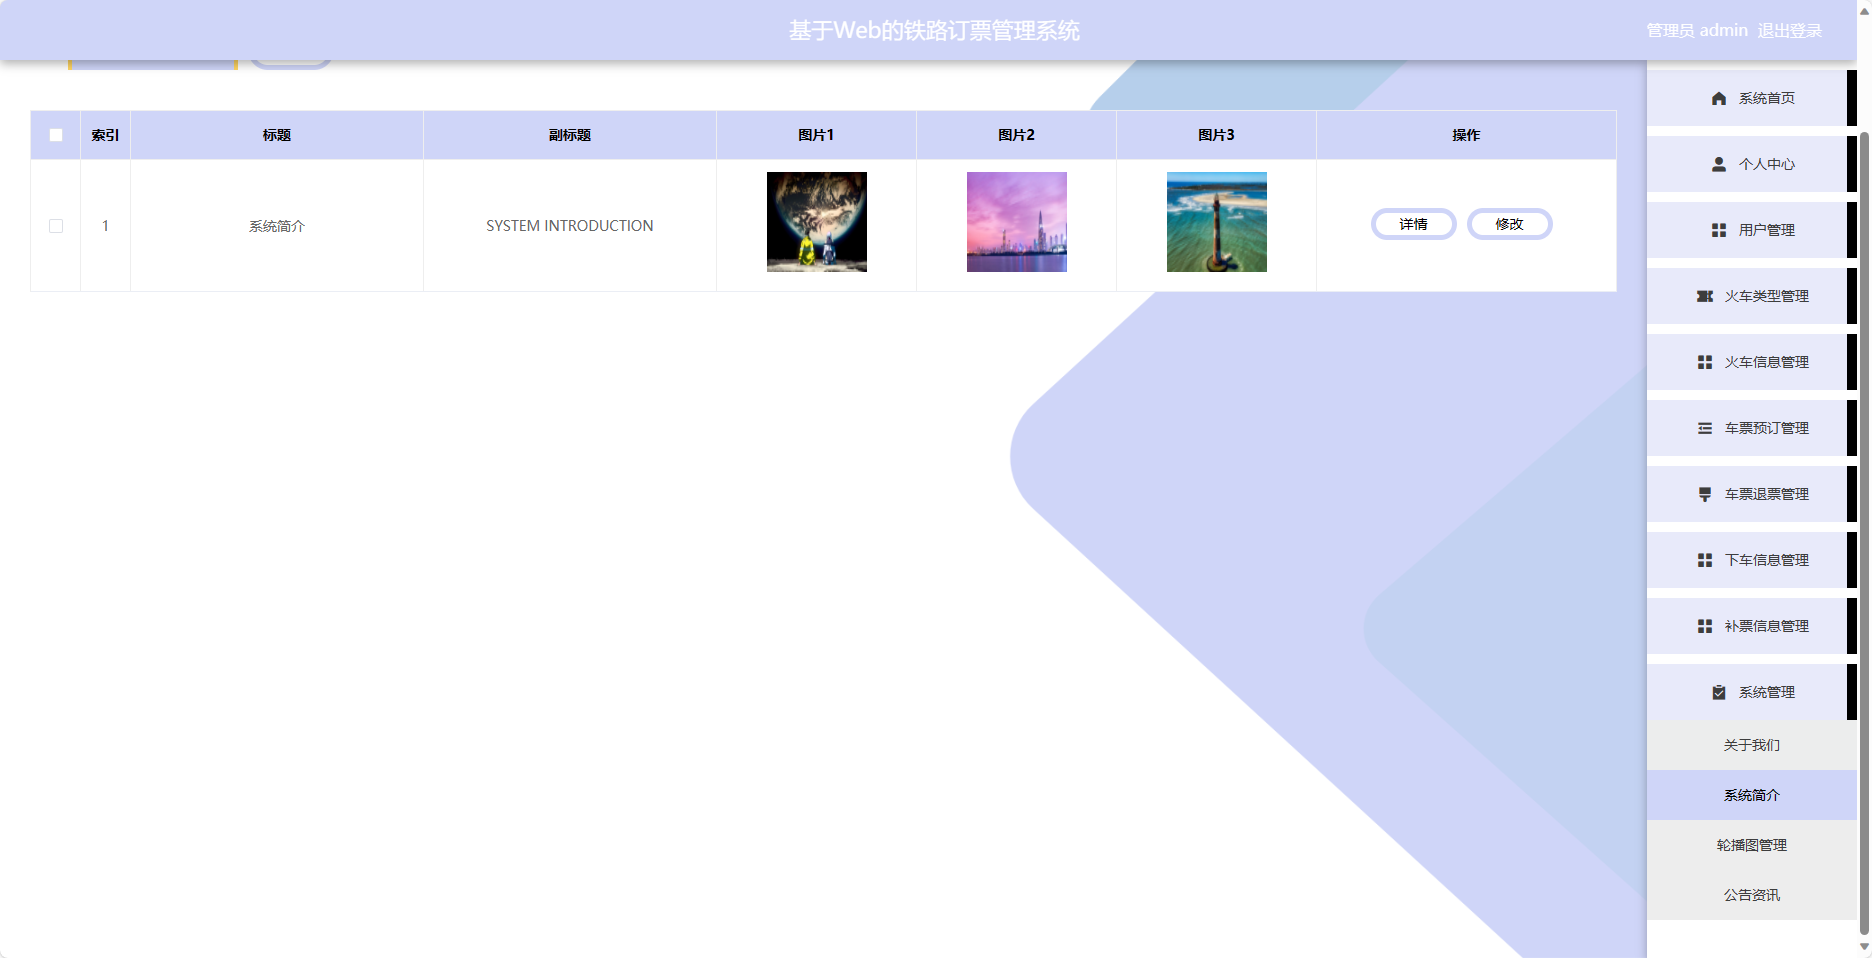 基于Web的铁路订票管理系统
管理员 admin 退出登录
索引 标题 副标题 图片1 图片2 图片3 操作
1 系统简介 SYSTEM INTRODUCTION 详情 修改
系统首页
个人中心
用户管理
火车类型管理
火车信息管理
车票预订管理
车票退票管理
下车信息管理
补票信息管理
系统管理
关于我们
系统简介
轮播图管理
公告资讯